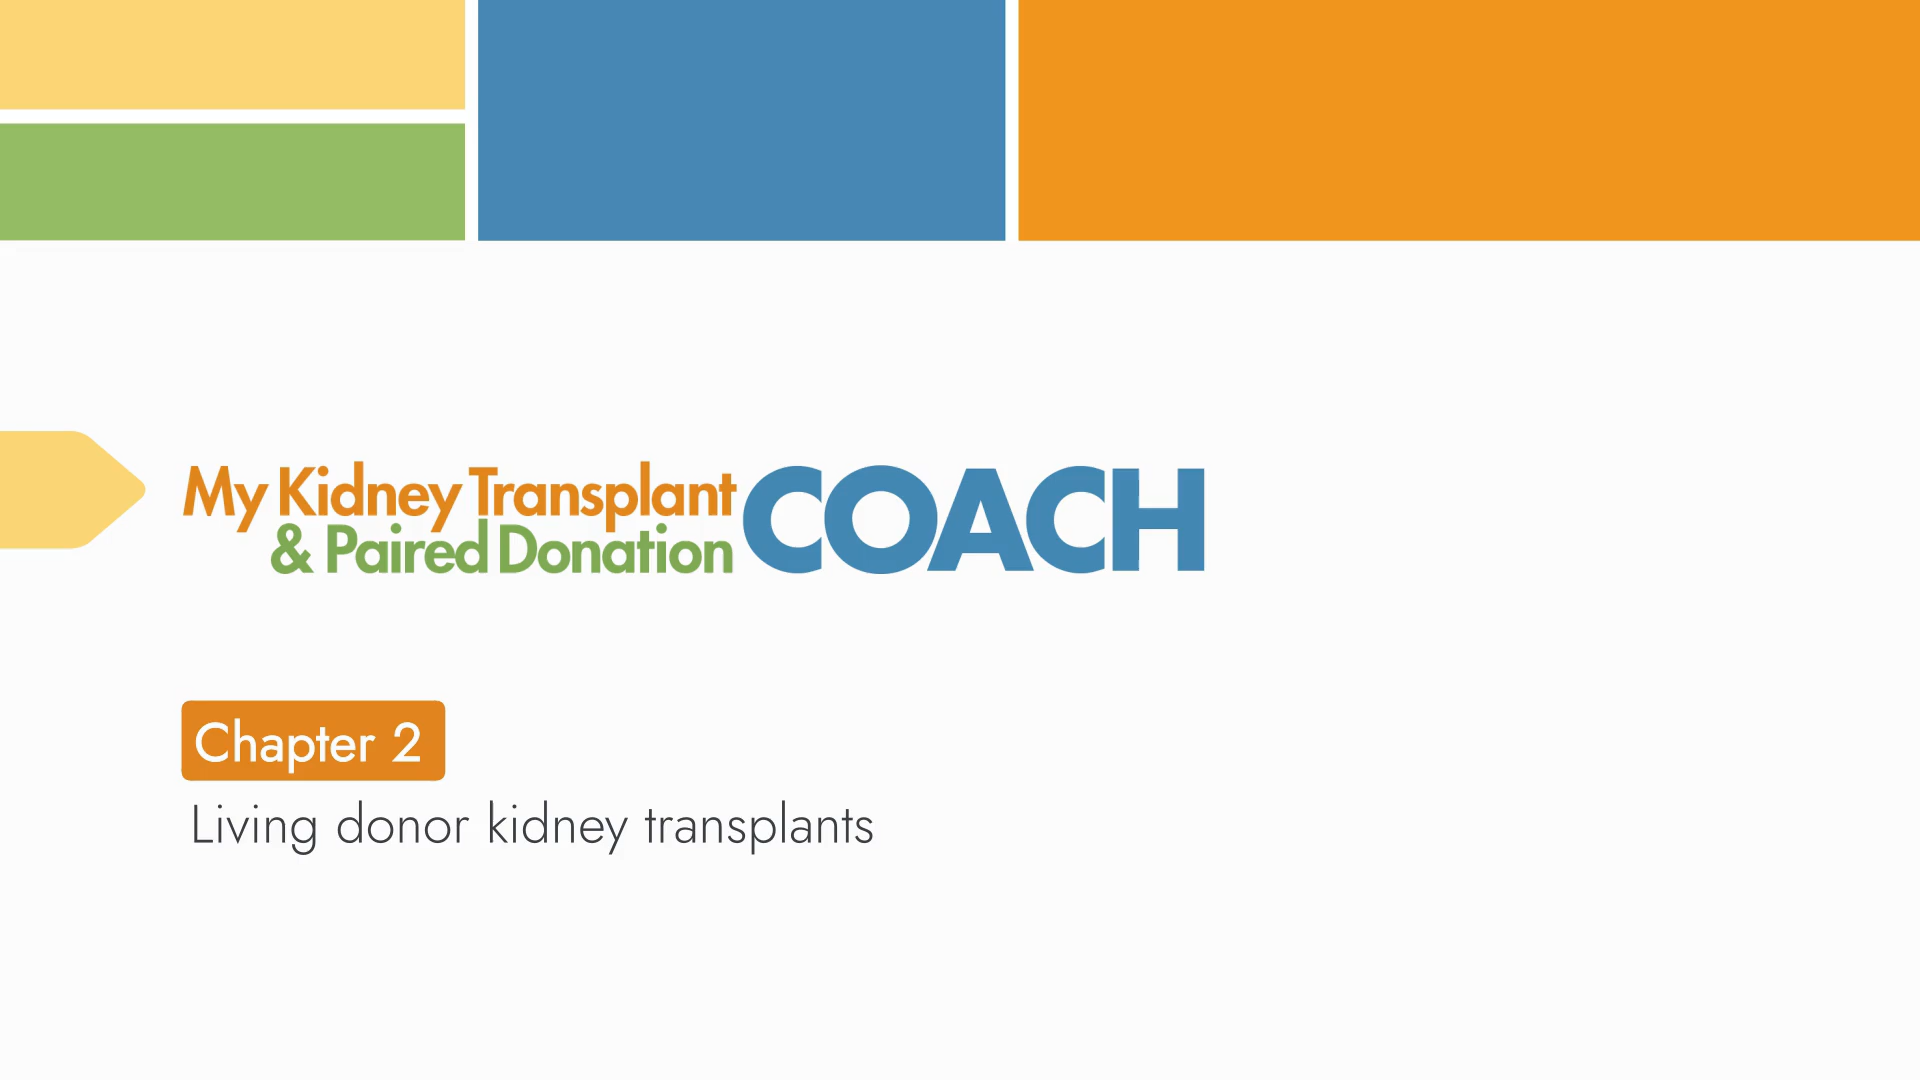 My Kidney Transplant
& Paired Donation
COACH
Chapter 2
Living donor kidney transplants